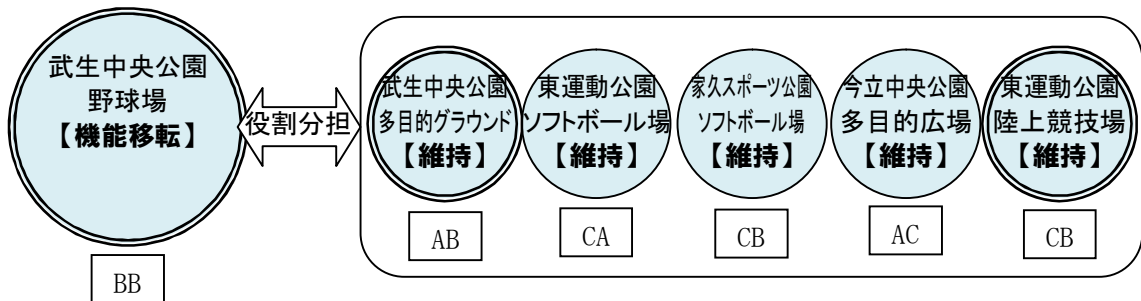 武生中央公園
野球場
【機能移転】
BB
役割分担
武生中央公園
多目的グラウンド
【維持】
AB
東運動公園
ソフトボール場
【維持】
CA
家久スポーツ公園
ソフトボール場
【維持】
CB
今立中央公園
多目的広場
【維持】
AC
東運動公園
陸上競技場
【維持】
CB